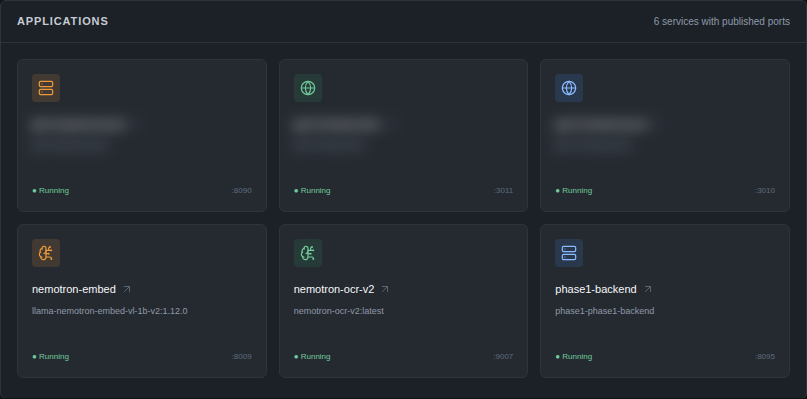 APPLICATIONS
6 services with published ports
Running :8090
Running :3011
Running :3010
nemotron-embed
llama-nemotron-embed-vl-1b-v2:1.12.0
Running :8009
nemotron-ocr-v2
nemotron-ocr-v2:latest
Running :9007
phase1-backend
phase1-phase1-backend
Running :8095